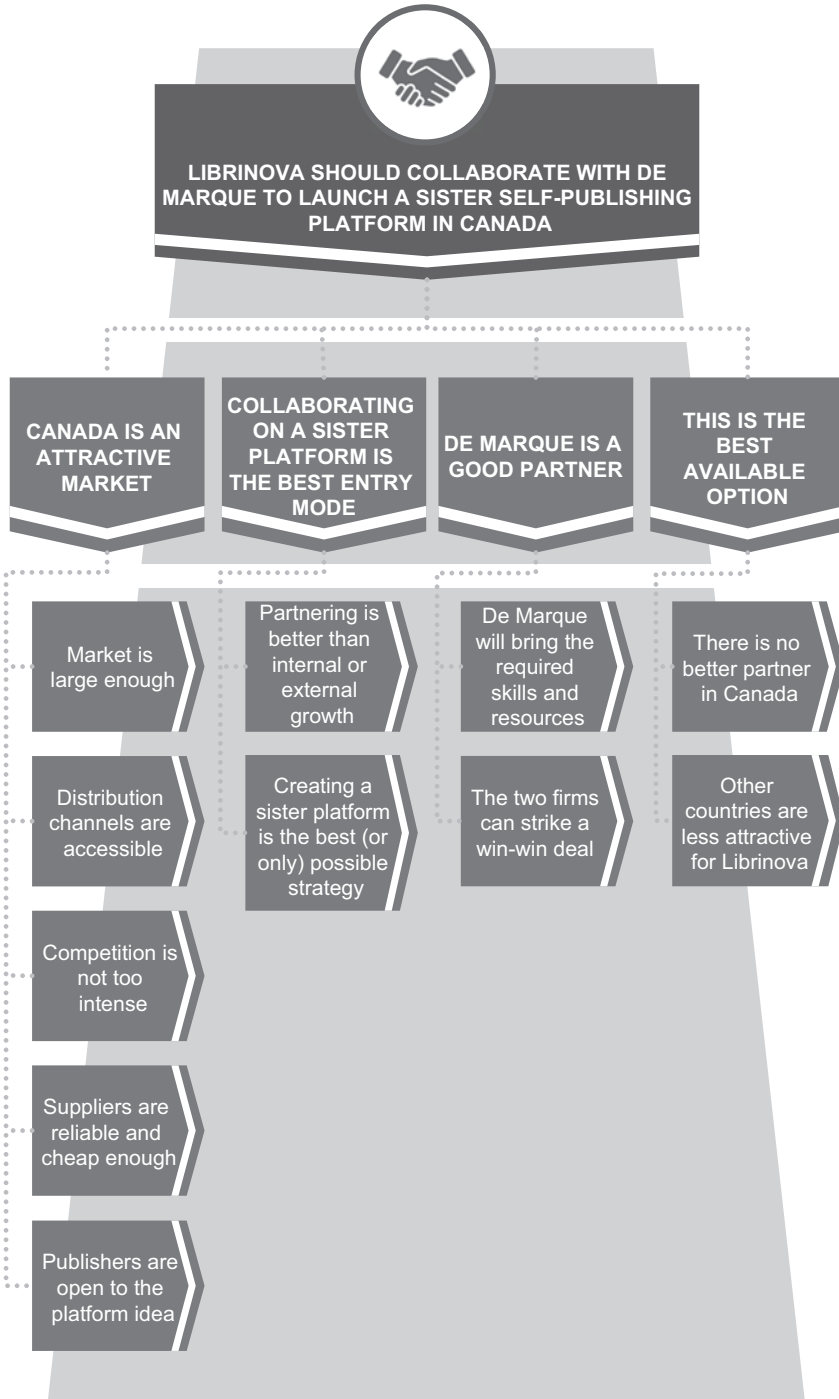 LIBRINOVA SHOULD COLLABORATE WITH DE
MARQUE TO LAUNCH A SISTER SELF-PUBLISHING
PLATFORM IN CANADA
CANADA IS AN
ATTRACTIVE
MARKET
COLLABORATING
ON A SISTER
PLATFORM IS
THE BEST ENTRY
MODE
DE MARQUE IS A
GOOD PARTNER
THIS IS THE
BEST
AVAILABLE
OPTION
Market is
large enough
Distribution
channels are
accessible
Competition is
not too
intense
Suppliers are
reliable and
cheap enough
Publishers are
open to the
platform idea
Partnering is
better than
internal or
external
growth
Creating a
sister platform
is the best (or
only) possible
strategy
De Marque
will bring the
required
skills and
resources
The two firms
can strike a
win-win deal
There is no
better partner
in Canada
Other
countries are
less attractive
for Librinova